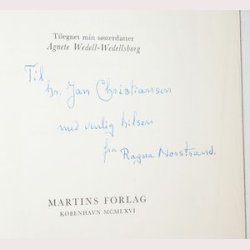 Tilegnet min søsterdatter
Agnete Wedell-Wedellsborg
Til
hr. Jan Christiansen
med venlig hilsen
fra Ragna Nosstrand.
MARTINS FORLAG
KØBENHAVN MCMLXVI